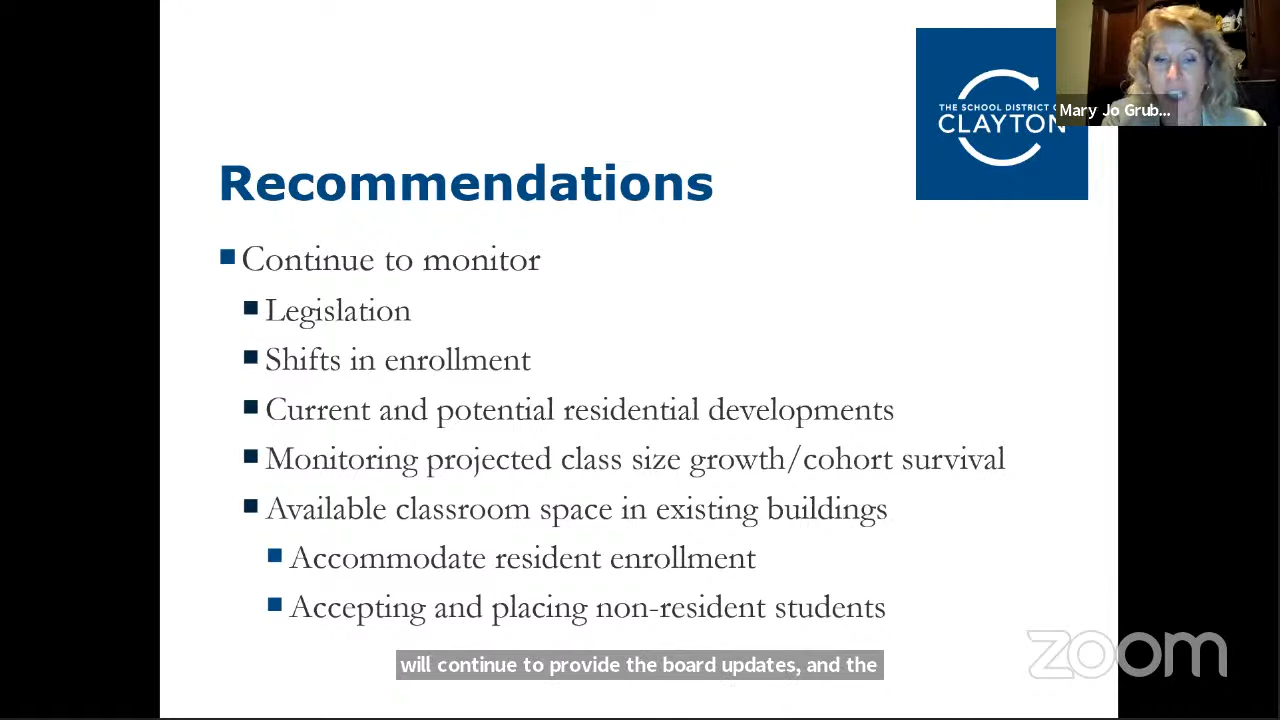 THE SCHOOL DISTRICT O
CLAYTON
Mary Jo Grub...
Recommendations
Continue to monitor
Legislation
Shifts in enrollment
Current and potential residential developments
Monitoring projected class size growth/cohort survival
Available classroom space in existing buildings
Accommodate resident enrollment
Accepting and placing non-resident students
zoom
will continue to provide the board updates, and the